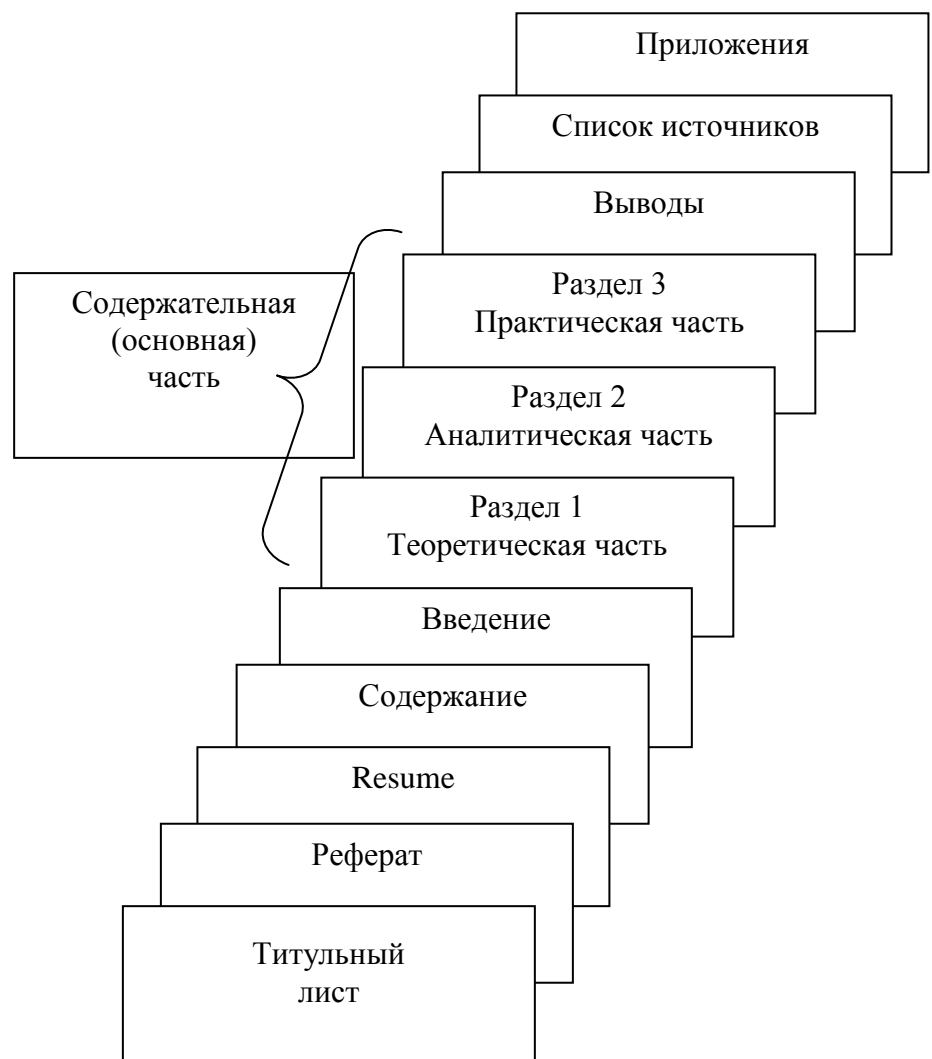 Приложения
Список источников
Выводы
Раздел 3
Практическая часть
Содержательная
(основная)
часть
Раздел 2
Аналитическая часть
Раздел 1
Теоретическая часть
Введение
Содержание
Resume
Реферат
Титульный
лист